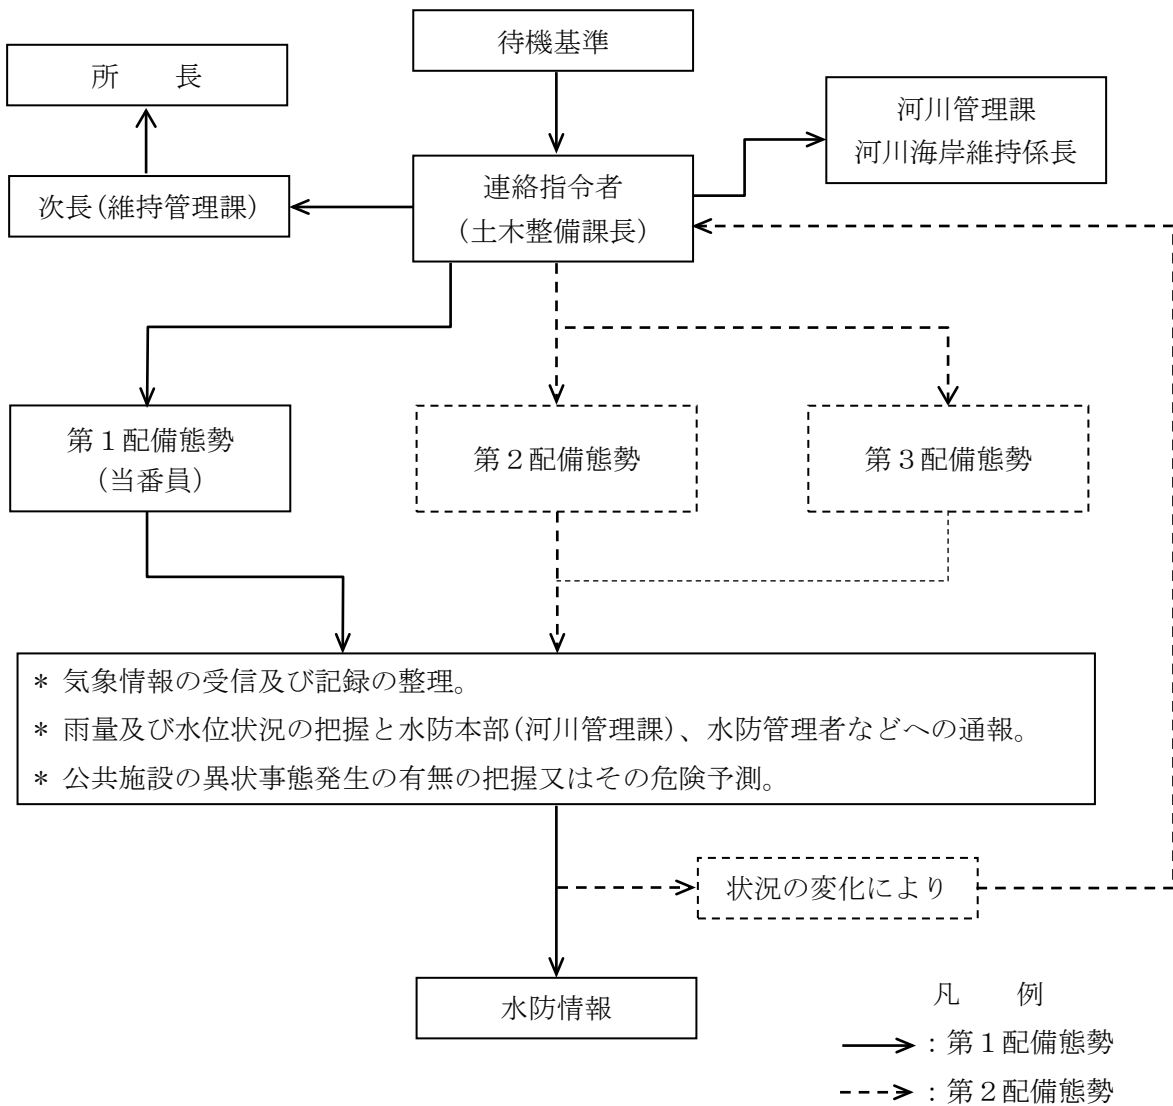 待機基準
所　　長
河川管理課
河川海岸維持係長
連絡指令者
(土木整備課長)
次長(維持管理課)
第１配備態勢
(当番員)
第２配備態勢
第３配備態勢
* 気象情報の受信及び記録の整理。
* 雨量及び水位状況の把握と水防本部(河川管理課)、水防管理者などへの通報。
* 公共施設の異状事態発生の有無の把握又はその危険予測。
状況の変化により
水防情報
凡　　例
：第１配備態勢
：第２配備態勢